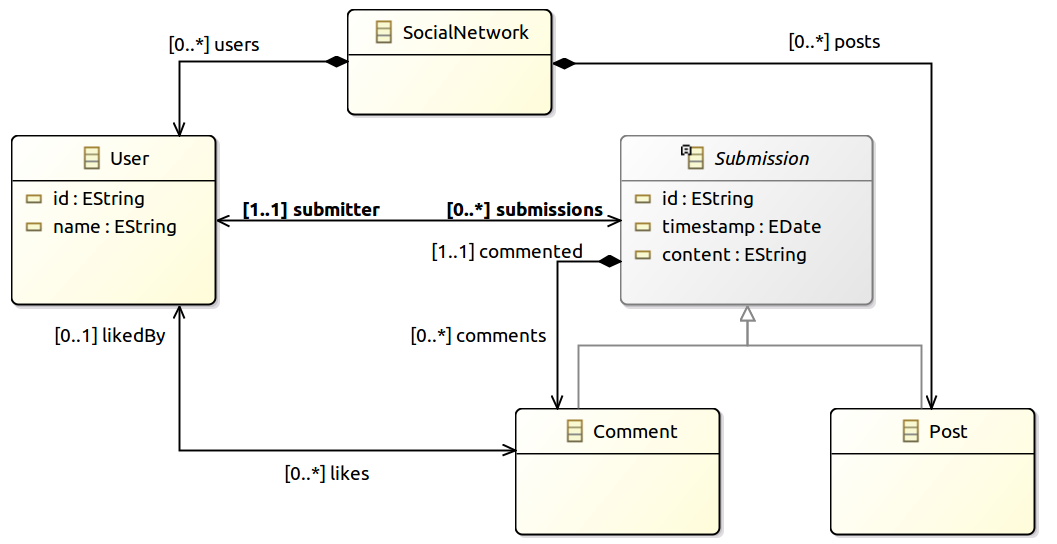 SocialNetwork
[0..*] users
[0..*] posts
User
id : EString
name : EString
Submission
id : EString
timestamp : EDate
content : EString
[1..1] submitter
[0..*] submissions
[1..1] commented
[0..1] likedBy
[0..*] comments
Comment
Post
[0..*] likes